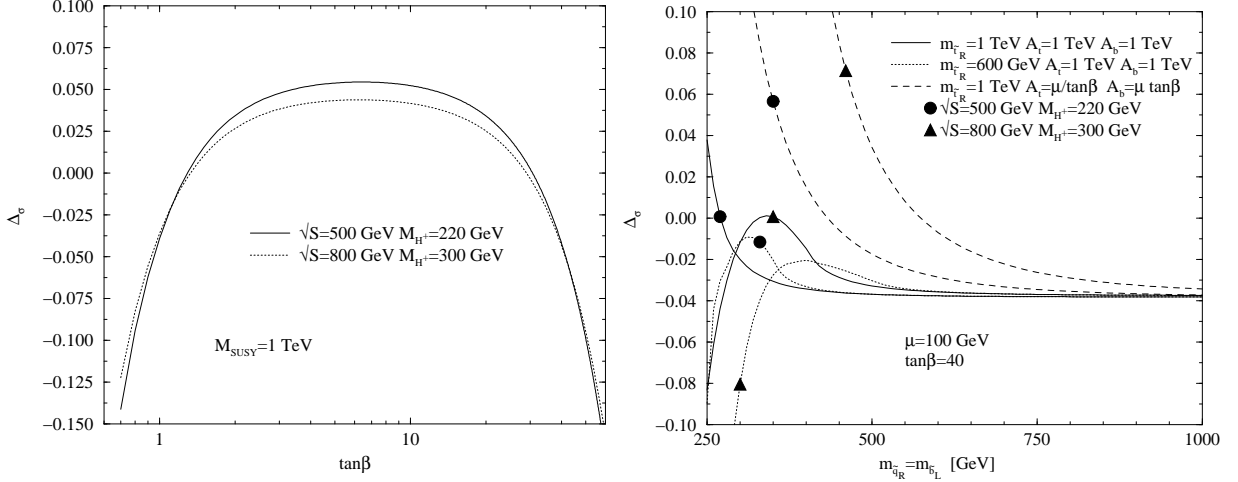 0.100
0.075
0.050
0.025
0.000
−0.025
−0.050
−0.075
−0.100
−0.125
−0.150
Δσ
√S=500 GeV M_H⁺=220 GeV
√S=800 GeV M_H⁺=300 GeV
M_SUSY=1 TeV
1
10
tanβ
0.10
0.08
0.06
0.04
0.02
0.00
−0.02
−0.04
−0.06
−0.08
−0.10
Δσ
m_t̃_R=1 TeV A_t=1 TeV A_b=1 TeV
m_t̃_R=600 GeV A_t=1 TeV A_b=1 TeV
m_t̃_R=1 TeV A_t=μ/tanβ A_b=μ tanβ
√S=500 GeV M_H⁺=220 GeV
√S=800 GeV M_H⁺=300 GeV
μ=100 GeV
tanβ=40
250
500
750
1000
m_q̃_R=m_b̃_L [GeV]